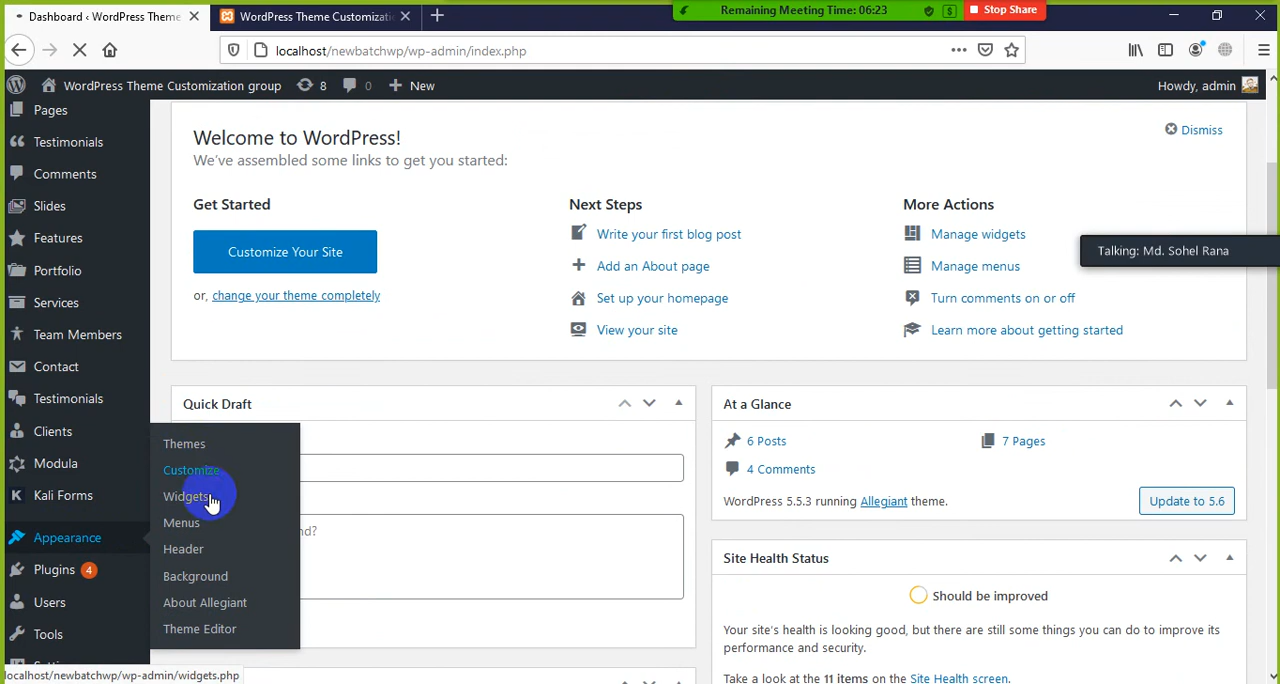 Dashboard ‹ WordPress Theme
WordPress Theme Customizati
Remaining Meeting Time: 06:23
Stop Share
localhost/newbatchwp/wp-admin/index.php
WordPress Theme Customization group
8
0
New
Howdy, admin
Pages
Testimonials
Comments
Slides
Features
Portfolio
Services
Team Members
Contact
Testimonials
Clients
Modula
Kali Forms
Appearance
Plugins 4
Users
Tools
Themes
Customize
Widgets
Menus
Header
Background
About Allegiant
Theme Editor
Welcome to WordPress!
We've assembled some links to get you started:
Dismiss
Get Started
Customize Your Site
or, change your theme completely
Next Steps
Write your first blog post
Add an About page
Set up your homepage
View your site
More Actions
Manage widgets
Manage menus
Turn comments on or off
Learn more about getting started
Talking: Md. Sohel Rana
Quick Draft
At a Glance
6 Posts
7 Pages
4 Comments
WordPress 5.5.3 running Allegiant theme.
Update to 5.6
Site Health Status
Should be improved
Your site's health is looking good, but there are still some things you can do to improve its
performance and security.
Take a look at the 11 items on the Site Health screen.
localhost/newbatchwp/wp-admin/widgets.php